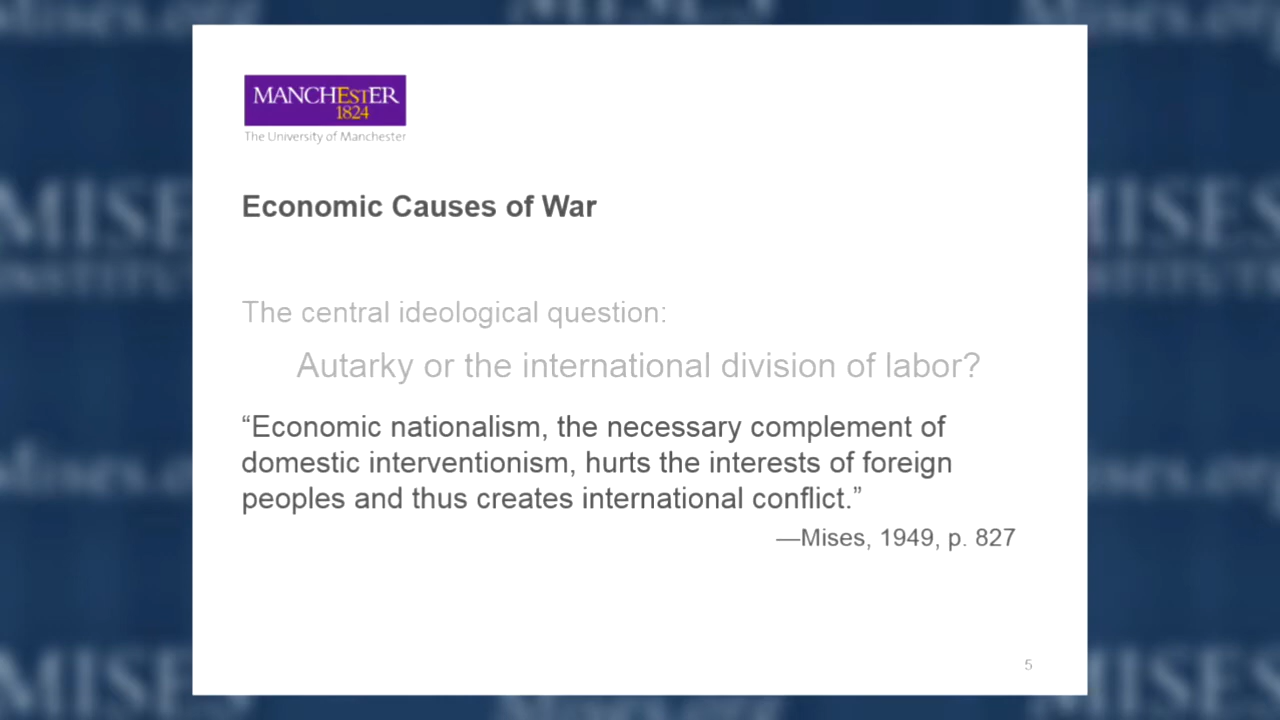 MANCHESTER
1824
The University of Manchester
Economic Causes of War
The central ideological question:
Autarky or the international division of labor?
“Economic nationalism, the necessary complement of
domestic interventionism, hurts the interests of foreign
peoples and thus creates international conflict.”
—Mises, 1949, p. 827
5